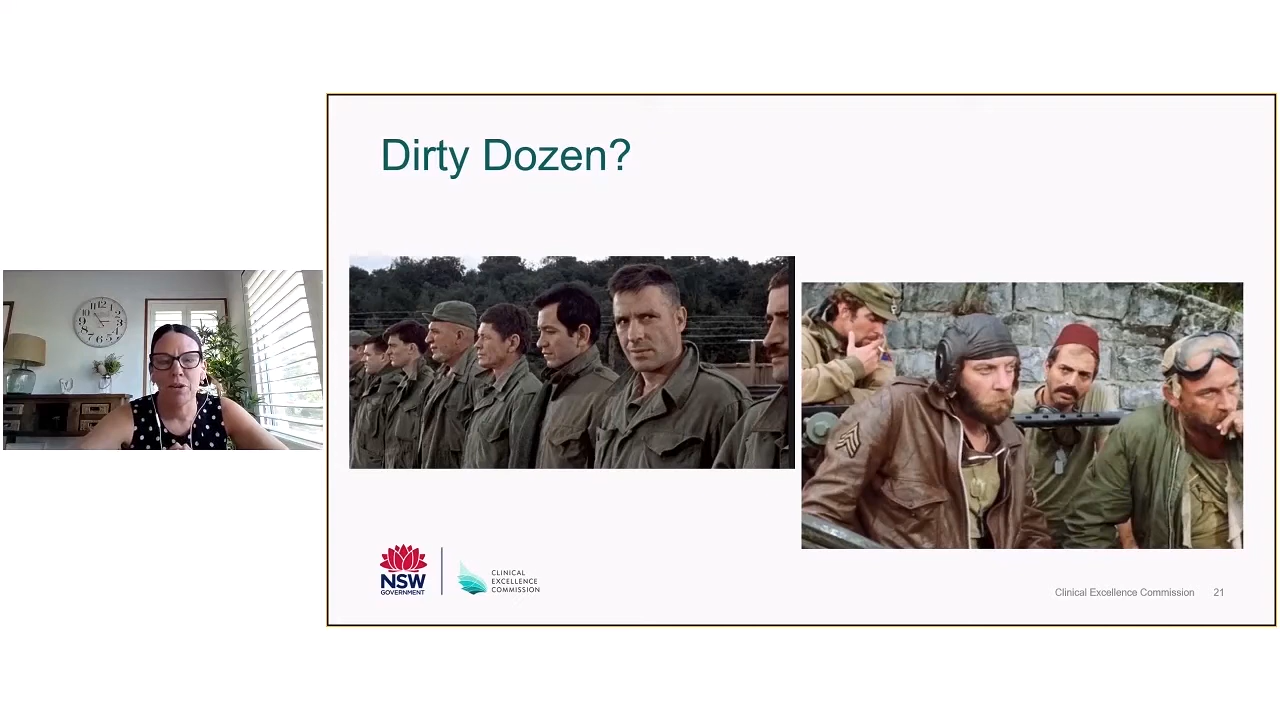 Dirty Dozen?
NSW
GOVERNMENT
CLINICAL
EXCELLENCE
COMMISSION
Clinical Excellence Commission 21